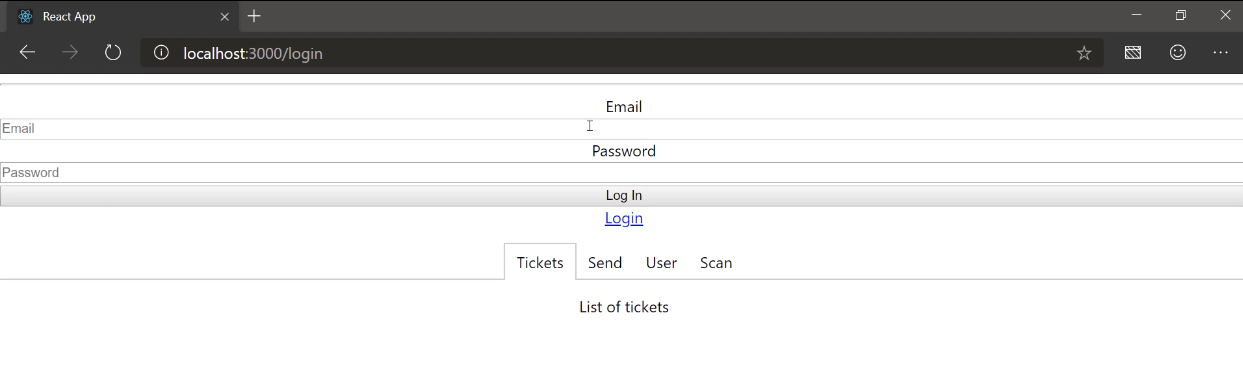 React App
localhost:3000/login
Email
Email
Password
Password
Log In
Login
Tickets Send User Scan
List of tickets